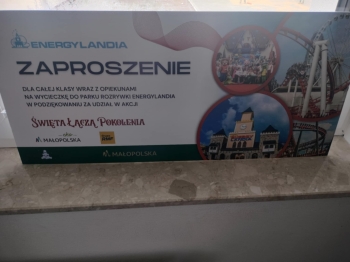 ENERGYLANDIA
ZAPROSZENIE
DLA CAŁEJ KLASY WRAZ Z OPIEKUNAMI
NA WYCIECZKĘ DO PARKU ROZRYWKI ENERGYLANDIA
W PODZIĘKOWANIU ZA UDZIAŁ W AKCJI
ŚWIĘTA ŁĄCZĄ POKOLENIA
MAŁOPOLSKA
MAŁOPOLSKA